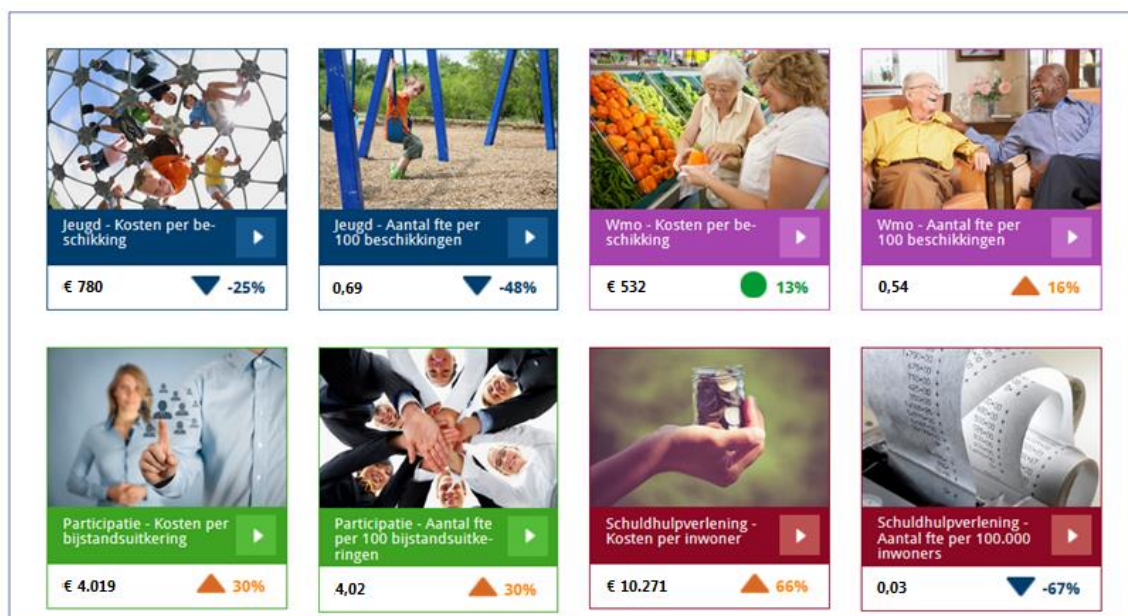 Jeugd - Kosten per be-
schikking
€ 780
-25%
Jeugd - Aantal fte per
100 beschikkingen
0,69
-48%
Wmo - Kosten per be-
schikking
€ 532
13%
Wmo - Aantal fte per
100 beschikkingen
0,54
16%
Participatie - Kosten per
bijstandsuitkering
€ 4.019
30%
Participatie - Aantal fte
per 100 bijstandsuitke-
ringen
4,02
30%
Schuldhulpverlening -
Kosten per inwoner
€ 10.271
66%
Schuldhulpverlening -
Aantal fte per 100.000
inwoners
0,03
-67%